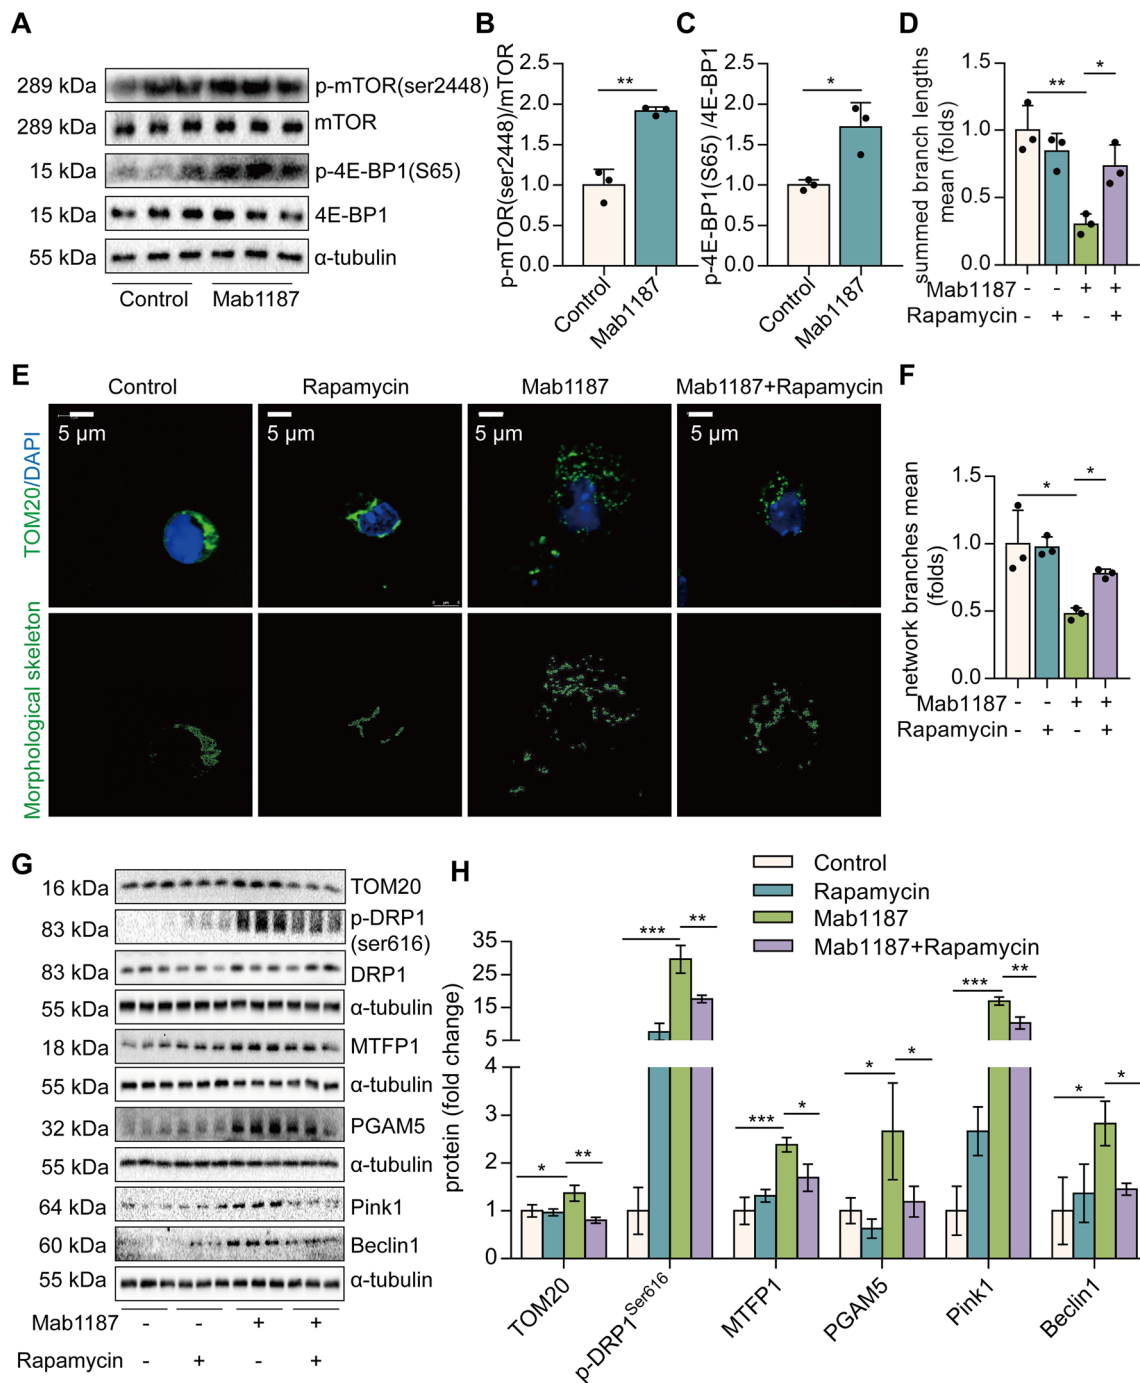 A
289 kDa
p-mTOR(ser2448)
289 kDa
mTOR
15 kDa
p-4E-BP1(S65)
15 kDa
4E-BP1
55 kDa
α-tubulin
Control
Mab1187
B
p-mTOR(ser2448)/mTOR
2.5
2.0
1.5
1.0
0.5
0.0
**
Control
Mab1187
C
p-4E-BP1(S65) /4E-BP1
2.5
2.0
1.5
1.0
0.5
0.0
*
Control
Mab1187
D
summed branch lengths
mean (folds)
1.5
1.0
0.5
0.0
** *
Mab1187 - - + +
Rapamycin - + - +
E
Control
Rapamycin
Mab1187
Mab1187+Rapamycin
TOM20/DAPI
5 μm
5 μm
5 μm
5 μm
Morphological skeleton
F
network branches mean
(folds)
1.5
1.0
0.5
0.0
* *
Mab1187 - - + +
Rapamycin - + - +
G
16 kDa
TOM20
83 kDa
p-DRP1
(ser616)
83 kDa
DRP1
55 kDa
α-tubulin
18 kDa
MTFP1
55 kDa
α-tubulin
32 kDa
PGAM5
55 kDa
α-tubulin
64 kDa
Pink1
60 kDa
Beclin1
55 kDa
α-tubulin
Mab1187 - - + +
Rapamycin - + - +
H
Control
Rapamycin
Mab1187
Mab1187+Rapamycin
protein (fold change)
35
25
15
5
4
3
2
1
0
* **
*** **
*** *
* *
*** **
* *
TOM20
p-DRP1Ser616
MTFP1
PGAM5
Pink1
Beclin1